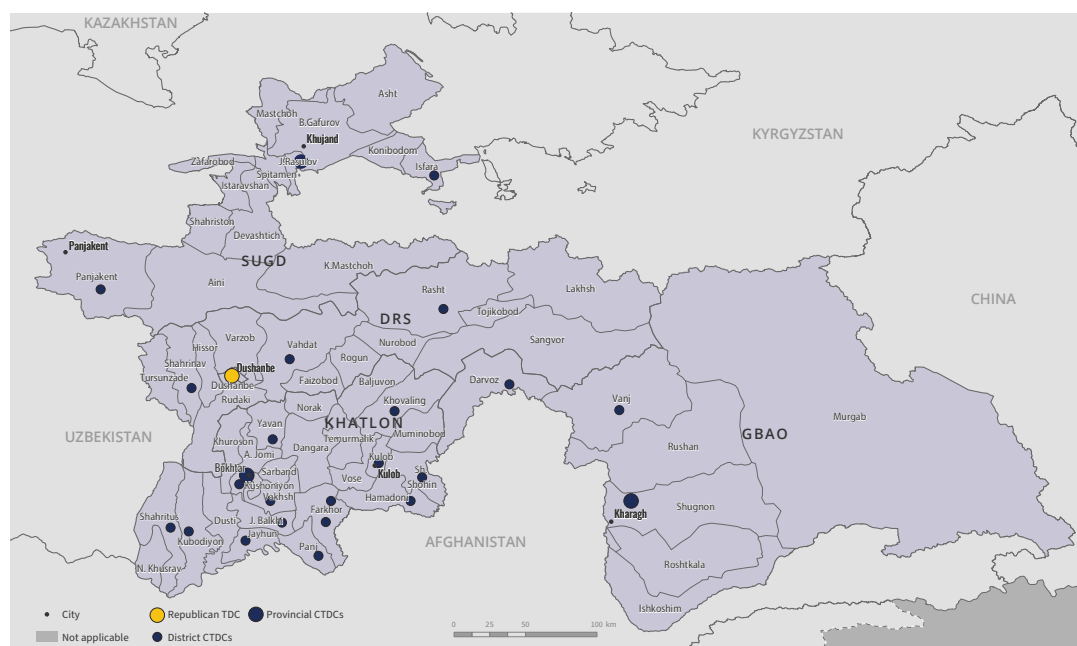 KAZAKHSTAN
Asht
Mastchoh
B.Gafurov
KYRGYZSTAN
Khujand
Konibodom
Zafarobod
J.Rasulov
Isfara
Spitamen
Istaravshan
Shahriston
Devashtich
Panjakent
SUGD
K.Mastchoh
Panjakent
Aini
Rasht
Lakhsh
CHINA
DRS
Tojikobod
Varzob
Sangvor
Hissor
Vahdat
Nurobod
Shahrinav
Rogun
Dushanbe
Tursunzade
Dushanbe
Faizobod
Baljuvon
Darvoz
Rudaki
Khovaling
Vanj
Norak
Murgab
Yavan
KHATLON
Muminobod
GBAO
UZBEKISTAN
Khuroson
Temurmalik
Dangara
Rushan
A. Jomi
Kulob
Bokhtar
Sarband
Kulob
Sh.
Vose
Shohin
Kushoniyon
Vakhsh
Hamadoni
Shugnon
Farkhor
Kharagh
Shahritus
Dusti
J. Balkhi
Jayhun
Kubodiyon
AFGHANISTAN
Panj
Roshtkala
N. Khusrav
Ishkoshim
City
Republican TDC
Provincial CTDCs
Not applicable
District CTDCs
0 25 50 100 km